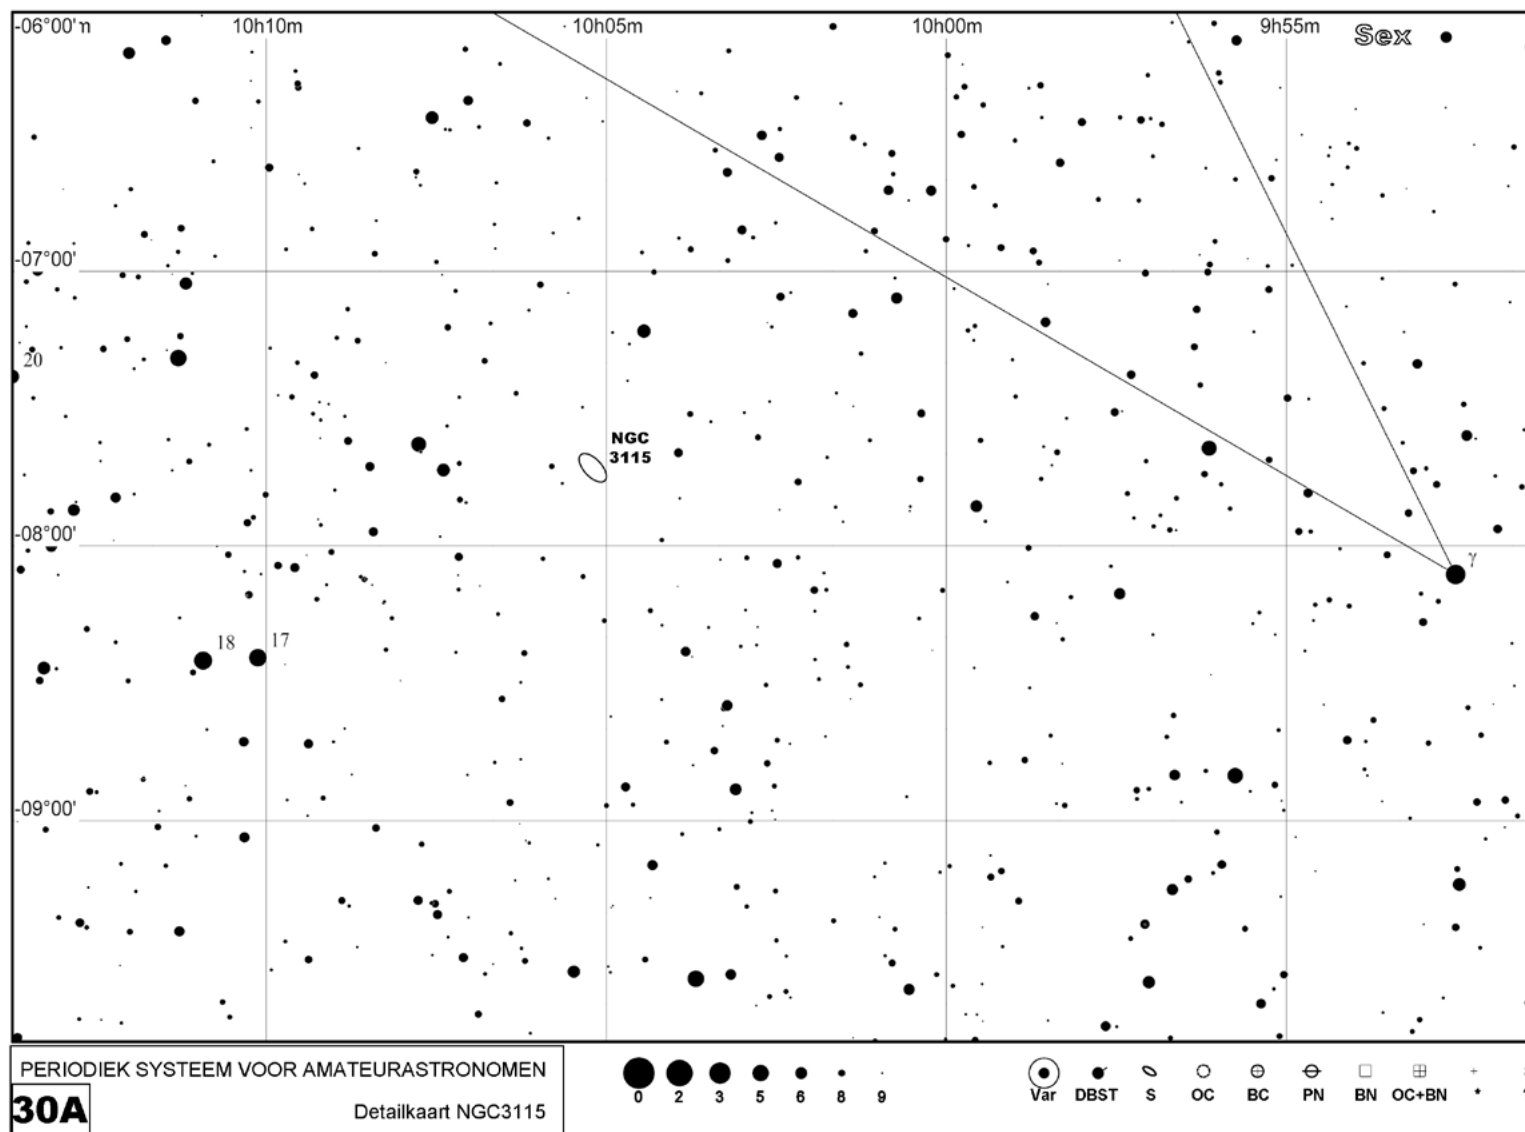 -06°00'm 10h10m 10h05m 10h00m 9h55m Sex
-07°00'
20
NGC
3115
-08°00'
γ
18 17
-09°00'
PERIODIEK SYSTEEM VOOR AMATEURASTRONOMEN
30A Detailkaart NGC3115
0 2 3 5 6 8 9
Var DBST S OC BC PN BN OC+BN *